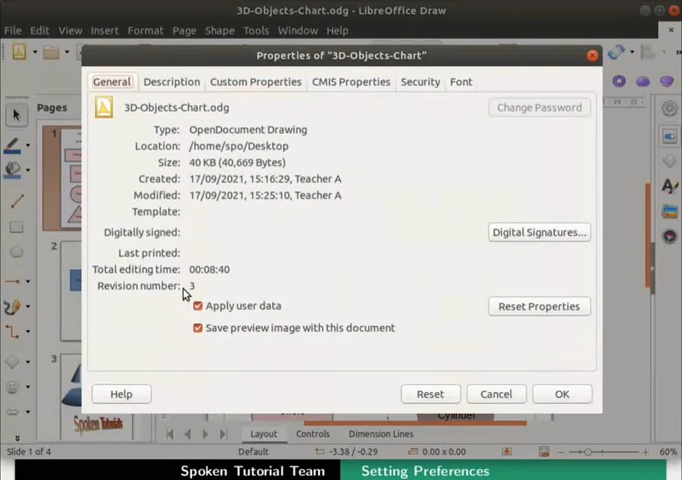 3D-Objects-Chart.odg - LibreOffice Draw
File Edit View Insert Format Page Shape Tools Window Help
Properties of "3D-Objects-Chart"
General Description Custom Properties CMIS Properties Security Font
3D-Objects-Chart.odg
Change Password
Type: OpenDocument Drawing
Location: /home/spo/Desktop
Size: 40 KB (40,669 Bytes)
Created: 17/09/2021, 15:16:29, Teacher A
Modified: 17/09/2021, 15:25:10, Teacher A
Template:
Digitally signed:
Digital Signatures...
Last printed:
Total editing time: 00:08:40
Revision number: 3
Apply user data
Reset Properties
Save preview image with this document
Help Reset Cancel OK
Pages
1
2
3
Spoken Tutorials
Cylinder
Layout Controls Dimension Lines
Slide 1 of 4 Default -3.38 / -0.29 0.00 x 0.00 60%
Spoken Tutorial Team Setting Preferences